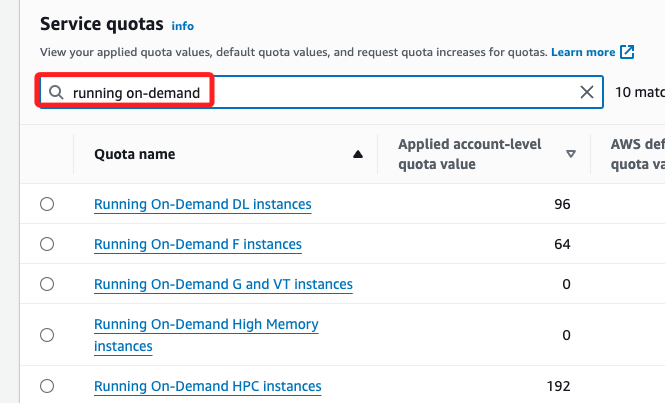 Service quotas info
View your applied quota values, default quota values, and request quota increases for quotas. Learn more
running on-demand
10
Quota name
Applied account-level
quota value
AWS
quota
Running On-Demand DL instances 96
Running On-Demand F instances 64
Running On-Demand G and VT instances 0
Running On-Demand High Memory
instances
0
Running On-Demand HPC instances 192